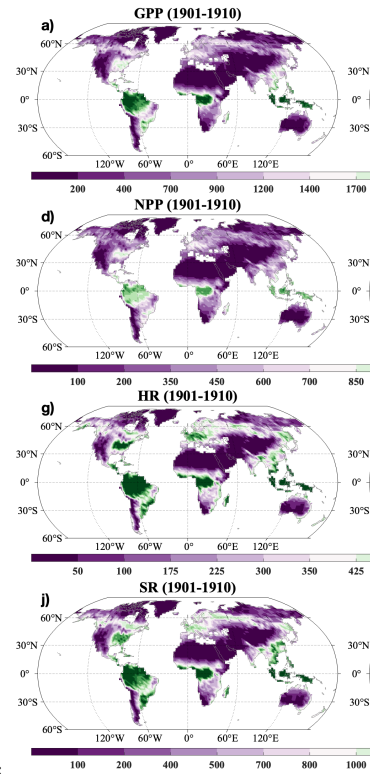 GPP (1901-1910)
a)
60°N
30°N 30°N
0° 0°
30°S 30°S
60°S 60°S
120°W 60°W 0° 60°E 120°E
200 400 700 900 1200 1400 1700
NPP (1901-1910)
d)
60°N
30°N 30°N
0° 0°
30°S 30°S
60°S 60°S
120°W 60°W 0° 60°E 120°E
100 200 350 450 600 700 850
HR (1901-1910)
g)
60°N
30°N 30°N
0° 0°
30°S 30°S
60°S 60°S
120°W 60°W 0° 60°E 120°E
50 100 175 225 300 350 425
SR (1901-1910)
j)
60°N
30°N 30°N
0° 0°
30°S 30°S
60°S 60°S
120°W 60°W 0° 60°E 120°E
100 200 400 500 700 800 1000